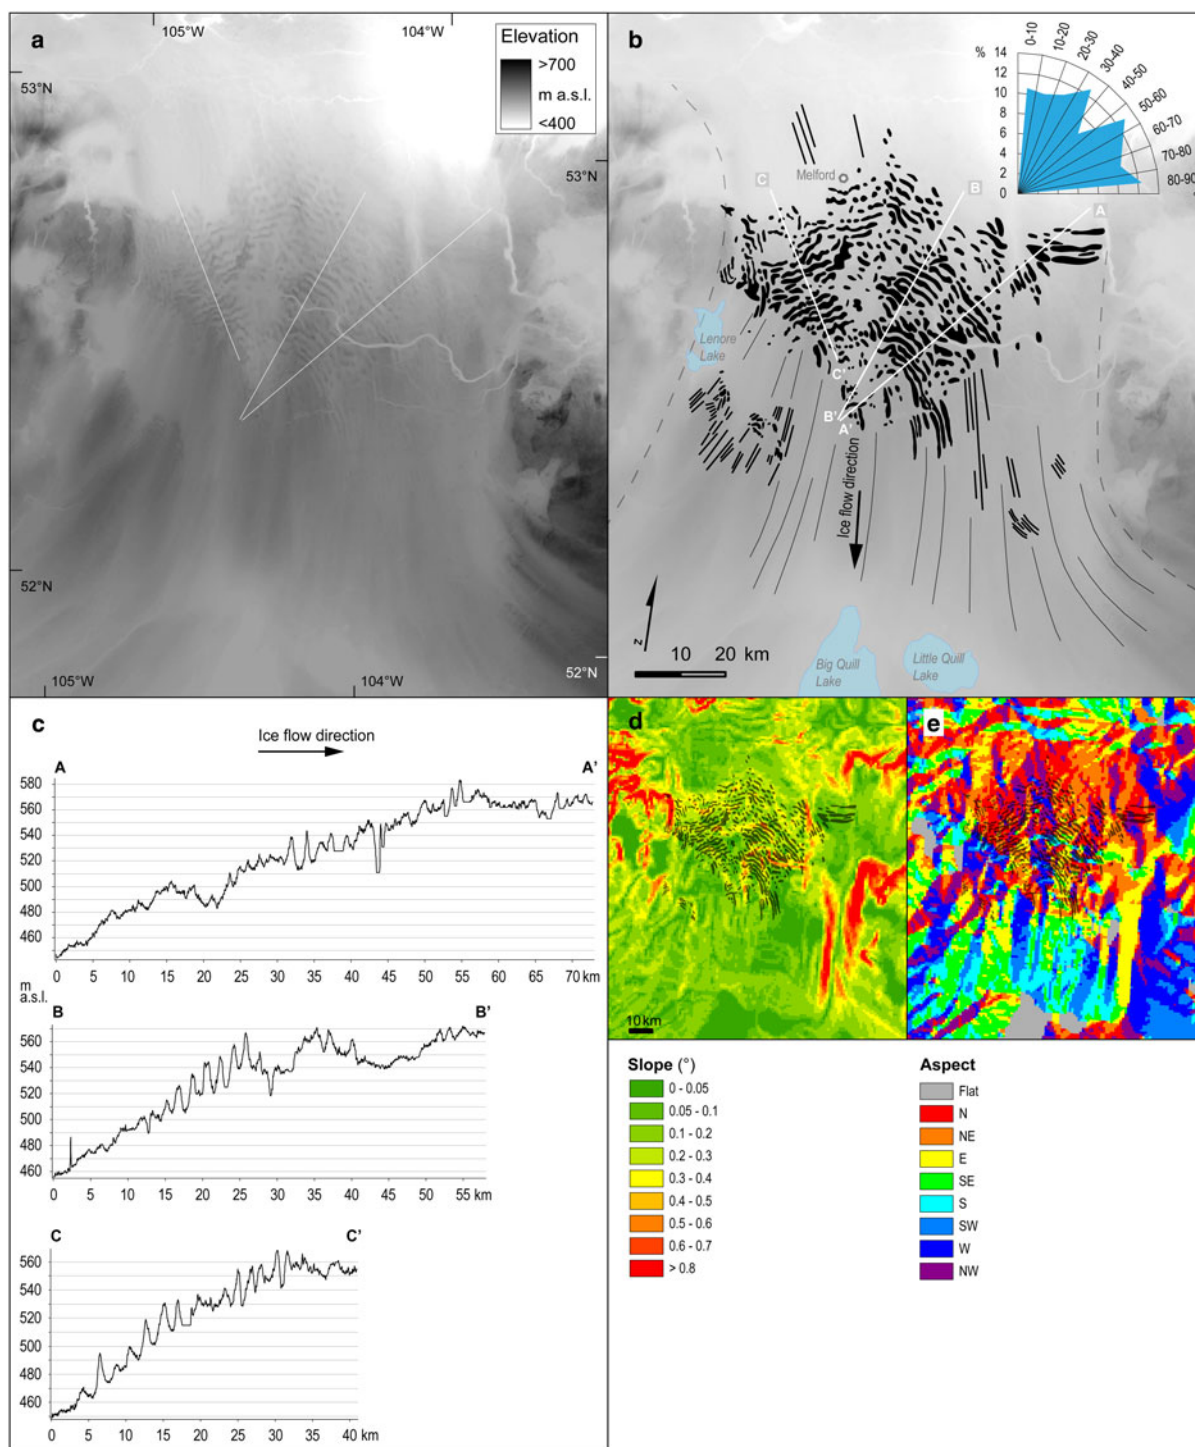 a
105°W
104°W
53°N
53°N
Elevation
>700
m a.s.l.
<400
52°N
52°N
105°W
104°W
b
%
14
12
10
8
6
4
2
0
0-10
10-20
20-30
30-40
40-50
50-60
60-70
70-80
80-90
Melford
C
B
A
Lenore
Lake
C'
B'
A'
Ice flow direction
z
10 20 km
Big Quill
Lake
Little Quill
Lake
c
Ice flow direction
A A'
580
560
540
520
500
480
460
0 5 10 15 20 25 30 35 40 45 50 55 60 65 70 km
m
a.s.l.
B B'
560
540
520
500
480
460
0 5 10 15 20 25 30 35 40 45 50 55 km
C C'
560
540
520
500
480
460
0 5 10 15 20 25 30 35 40 km
d
10 km
e
Slope (°)
0 - 0.05
0.05 - 0.1
0.1 - 0.2
0.2 - 0.3
0.3 - 0.4
0.4 - 0.5
0.5 - 0.6
0.6 - 0.7
> 0.8
Aspect
Flat
N
NE
E
SE
S
SW
W
NW